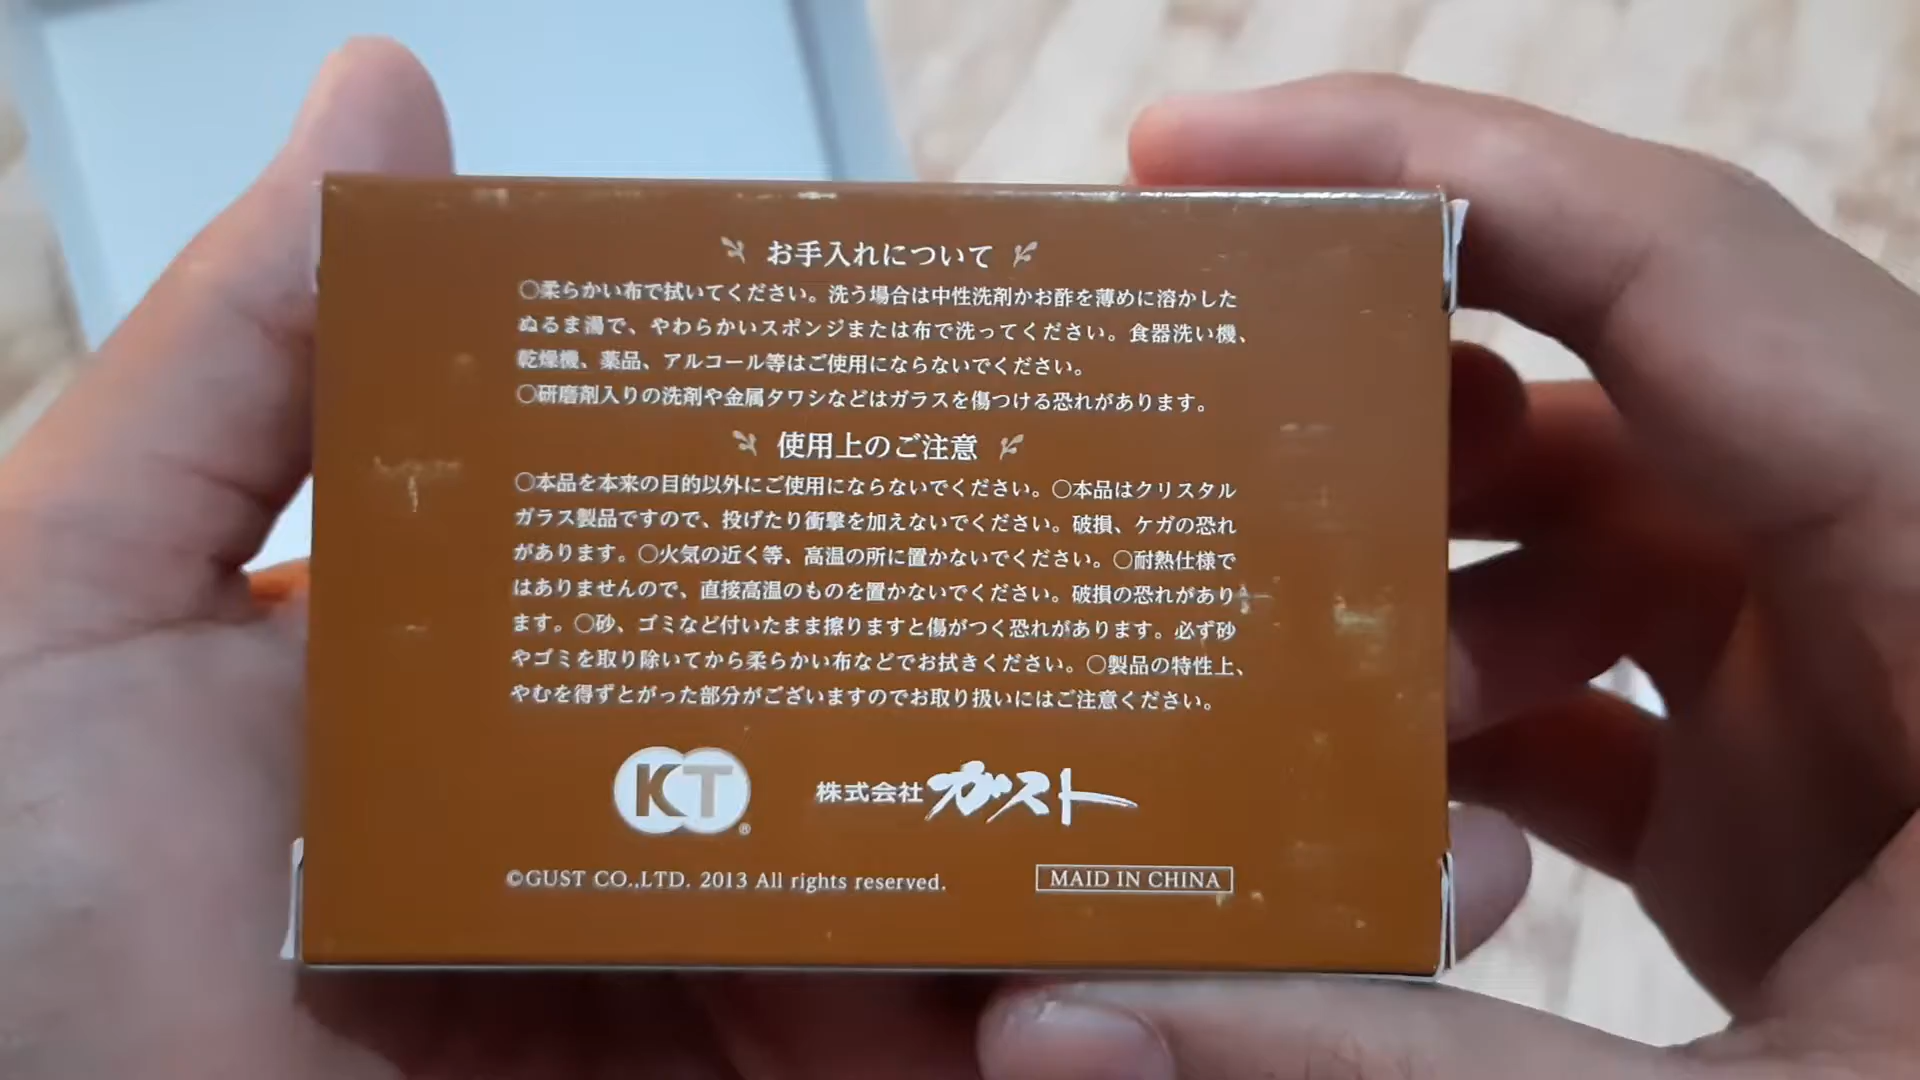 お手入れについて
○柔らかい布で拭いてください。洗う場合は中性洗剤かお酢を薄めに溶かした
ぬるま湯で、やわらかいスポンジまたは布で洗ってください。食器洗い機、
乾燥機、薬品、アルコール等はご使用にならないでください。
○研磨剤入りの洗剤や金属タワシなどはガラスを傷つける恐れがあります。
使用上のご注意
○本品を本来の目的以外にご使用にならないでください。○本品はクリスタル
ガラス製品ですので、投げたり衝撃を加えないでください。破損、ケガの恐れ
があります。○火気の近く等、高温の所に置かないでください。○耐熱仕様で
はありませんので、直接高温のものを置かないでください。破損の恐れがあり
ます。○砂、ゴミなど付いたまま擦りますと傷がつく恐れがあります。必ず砂
やゴミを取り除いてから柔らかい布などでお拭きください。○製品の特性上、
やむを得ずとがった部分がございますのでお取り扱いにはご注意ください。
KT®
株式会社ガスト
©GUST CO.,LTD. 2013 All rights reserved.
MAID IN CHINA